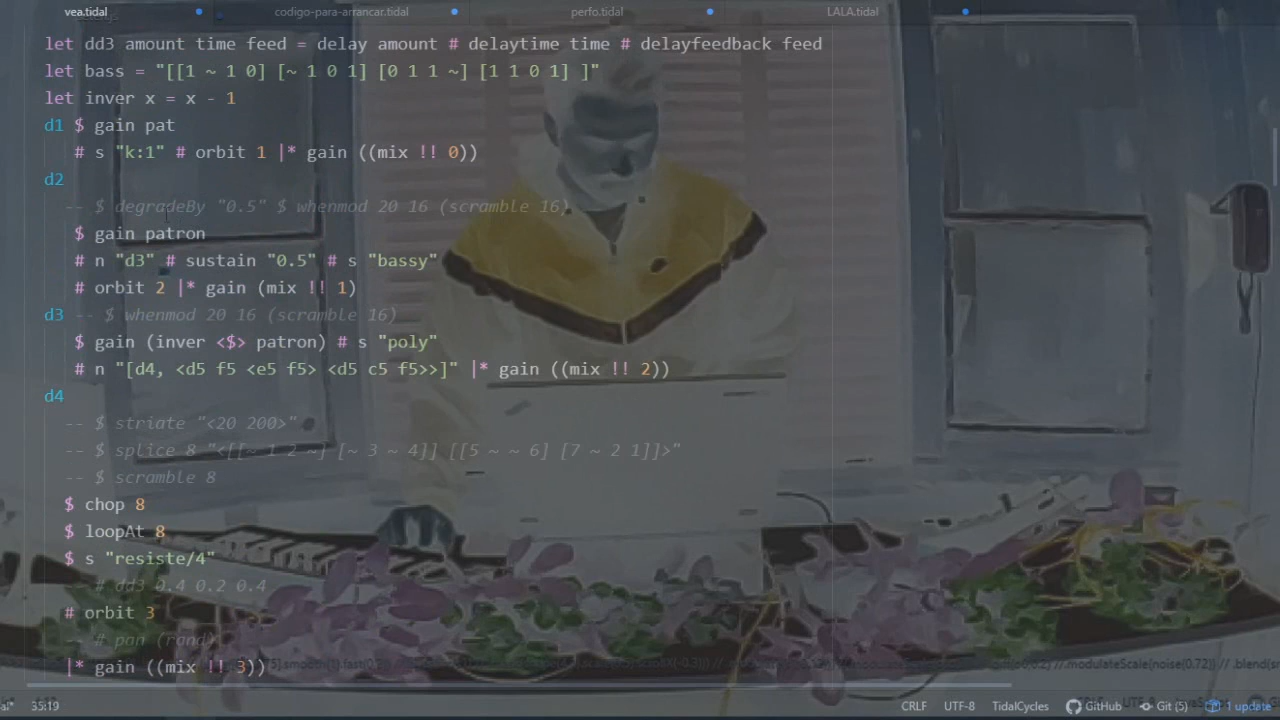 vea.tidal codigo-para-arrancar.tidal perfo.tidal LALA.tidal
let dd3 amount time feed = delay amount # delaytime time # delayfeedback feed
let bass = "[[1 ~ 1 0] [~ 1 0 1] [0 1 1 ~] [1 1 0 1] ]"
let inver x = x - 1
d1 $ gain pat
# s "k:1" # orbit 1 |* gain ((mix !! 0))
d2
-- $ degradeBy "0.5" $ whenmod 20 16 (scramble 16)
$ gain patron
# n "d3" # sustain "0.5" # s "bassy"
# orbit 2 |* gain (mix !! 1)
d3 -- $ whenmod 20 16 (scramble 16)
$ gain (inver <$> patron) # s "poly"
# n "[d4, <d5 f5 <e5 f5> <d5 c5 f5>>]" |* gain ((mix !! 2))
d4
-- $ striate "<20 200>"
-- $ splice 8 "<[[~ 1 2 ~] [~ 3 ~ 4]] [[5 ~ ~ 6] [7 ~ 2 1]]>"
-- $ scramble 8
$ chop 8
$ loopAt 8
$ s "resiste/4"
-- # dd3 0.4 0.2 0.4
# orbit 3
-- # pan (rand)
|* gain ((mix !! 3))
.modulateScale(noise(0.72)) //
35:19 CRLF UTF-8 TidalCycles GitHub Git (5) 1 update